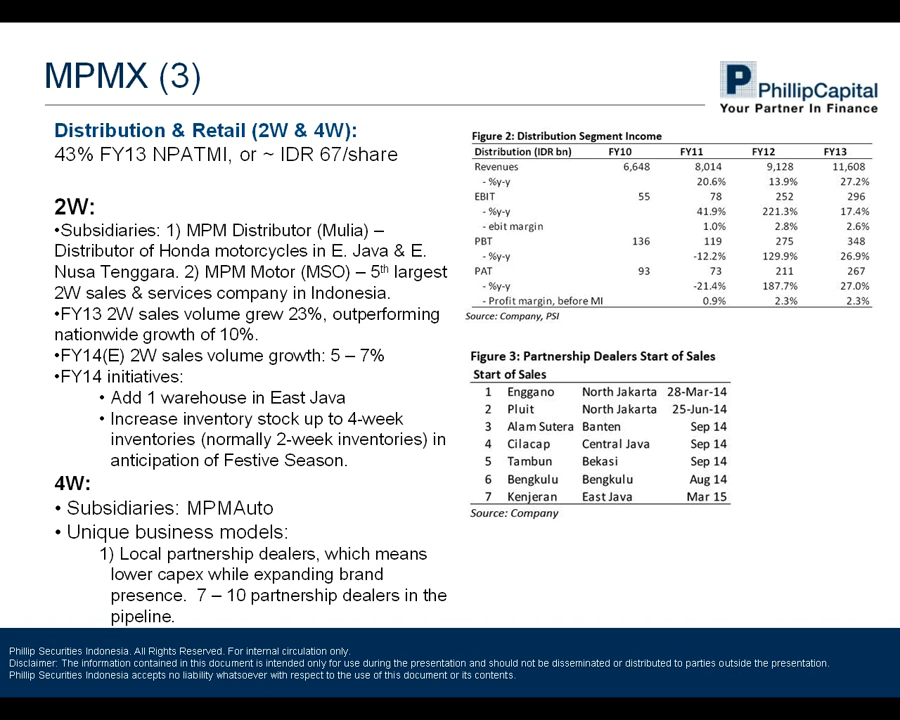 MPMX (3)
P PhillipCapital
Your Partner In Finance
Distribution & Retail (2W & 4W):
43% FY13 NPATMI, or ~ IDR 67/share
2W:
•Subsidiaries: 1) MPM Distributor (Mulia) –
Distributor of Honda motorcycles in E. Java & E.
Nusa Tenggara. 2) MPM Motor (MSO) – 5th largest
2W sales & services company in Indonesia.
•FY13 2W sales volume grew 23%, outperforming
nationwide growth of 10%.
•FY14(E) 2W sales volume growth: 5 – 7%
•FY14 initiatives:
• Add 1 warehouse in East Java
• Increase inventory stock up to 4-week
inventories (normally 2-week inventories) in
anticipation of Festive Season.
4W:
• Subsidiaries: MPMAuto
• Unique business models:
1) Local partnership dealers, which means
lower capex while expanding brand
presence. 7 – 10 partnership dealers in the
pipeline.
Figure 2: Distribution Segment Income
Distribution (IDR bn) FY10 FY11 FY12 FY13
Revenues 6,648 8,014 9,128 11,608
- %y-y 20.6% 13.9% 27.2%
EBIT 55 78 252 296
- %y-y 41.9% 221.3% 17.4%
- ebit margin 1.0% 2.8% 2.6%
PBT 136 119 275 348
- %y-y -12.2% 129.9% 26.9%
PAT 93 73 211 267
- %y-y -21.4% 187.7% 27.0%
- Profit margin, before MI 0.9% 2.3% 2.3%
Source: Company, PSI
Figure 3: Partnership Dealers Start of Sales
Start of Sales
1 Enggano North Jakarta 28-Mar-14
2 Pluit North Jakarta 25-Jun-14
3 Alam Sutera Banten Sep 14
4 Cilacap Central Java Sep 14
5 Tambun Bekasi Sep 14
6 Bengkulu Bengkulu Aug 14
7 Kenjeran East Java Mar 15
Source: Company
Phillip Securities Indonesia. All Rights Reserved. For internal circulation only.
Disclaimer: The information contained in this document is intended only for use during the presentation and should not be disseminated or distributed to parties outside the presentation.
Phillip Securities Indonesia accepts no liability whatsoever with respect to the use of this document or its contents.